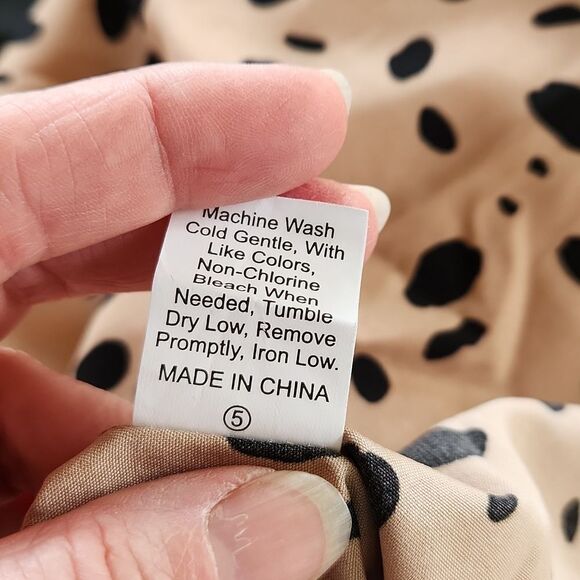 Machine Wash
Cold Gentle, With
Like Colors,
Non-Chlorine
Bleach When
Needed, Tumble
Dry Low, Remove
Promptly, Iron Low.
MADE IN CHINA
⑤